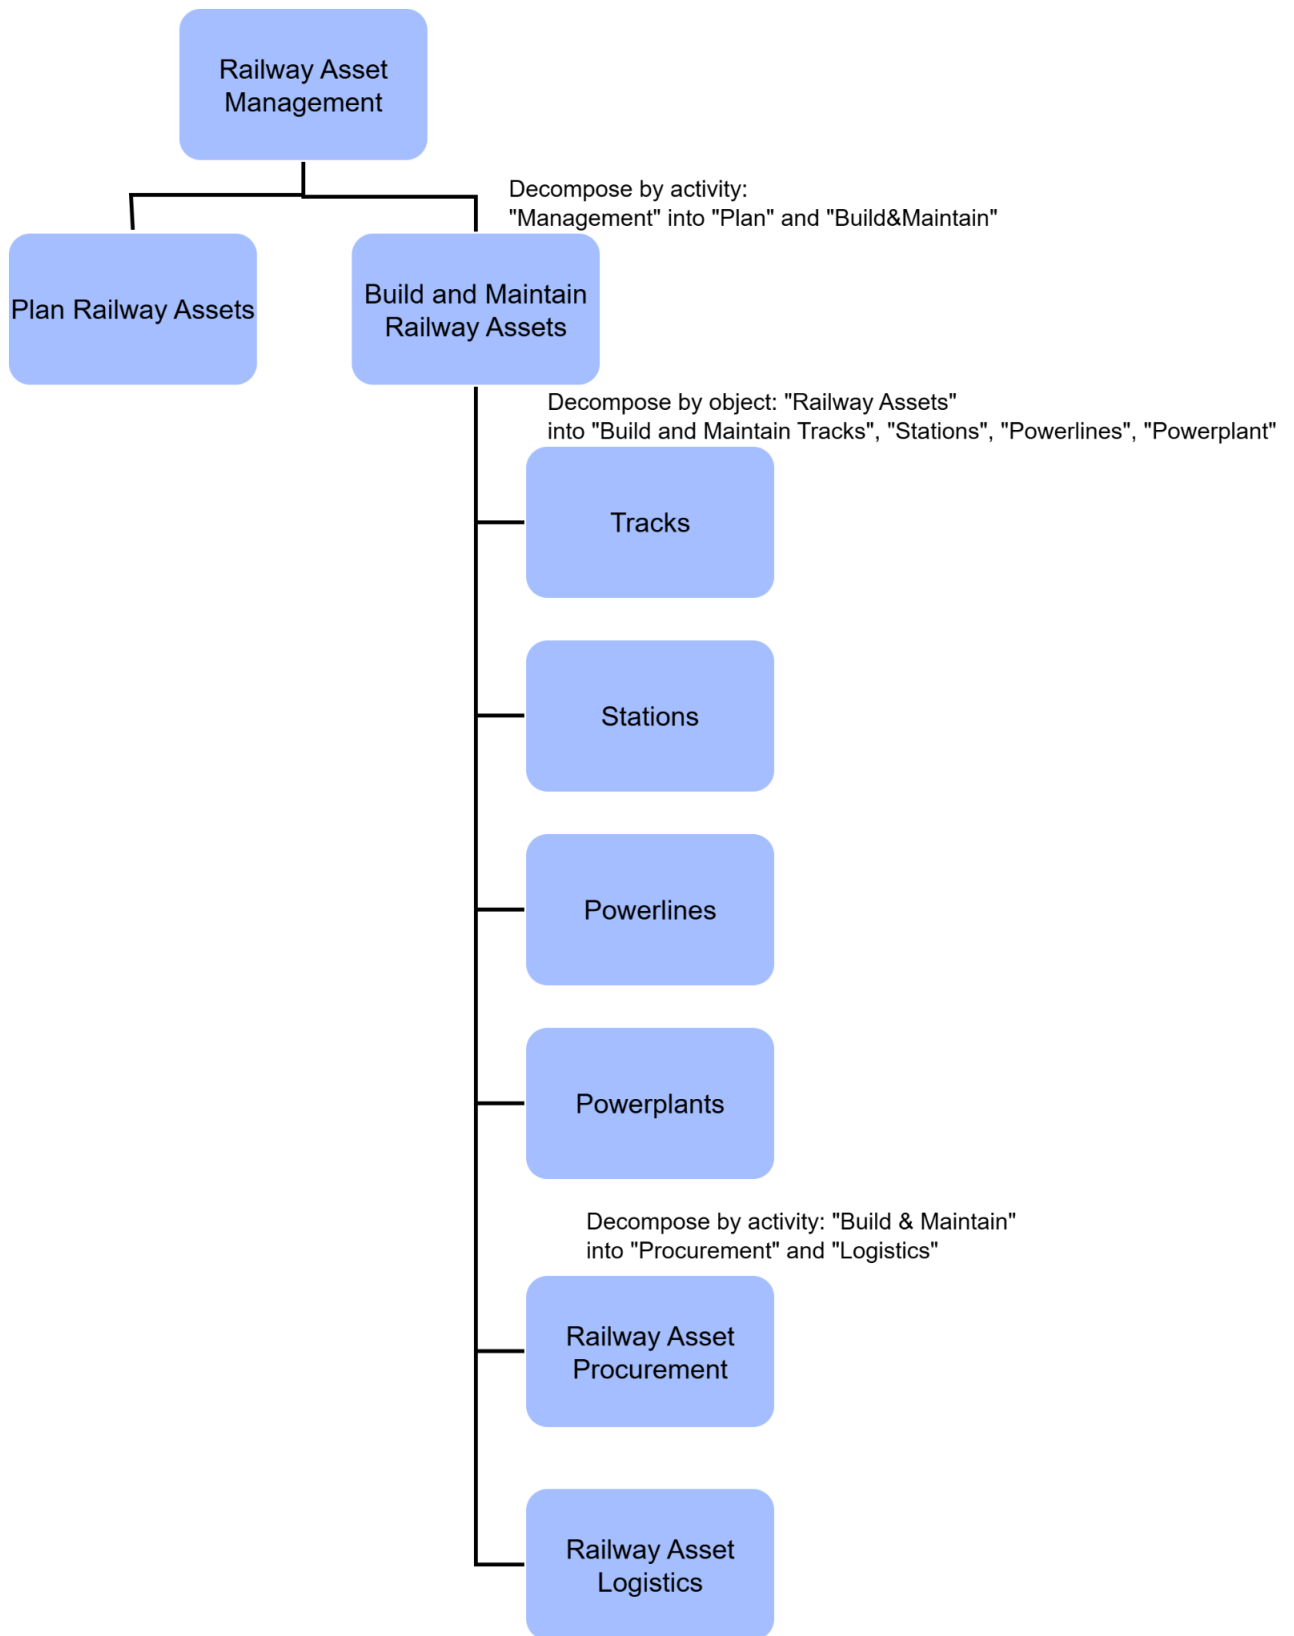 Railway Asset
Management
Decompose by activity:
"Management" into "Plan" and "Build&Maintain"
Plan Railway Assets
Build and Maintain
Railway Assets
Decompose by object: "Railway Assets"
into "Build and Maintain Tracks", "Stations", "Powerlines", "Powerplant"
Tracks
Stations
Powerlines
Powerplants
Decompose by activity: "Build & Maintain"
into "Procurement" and "Logistics"
Railway Asset
Procurement
Railway Asset
Logistics